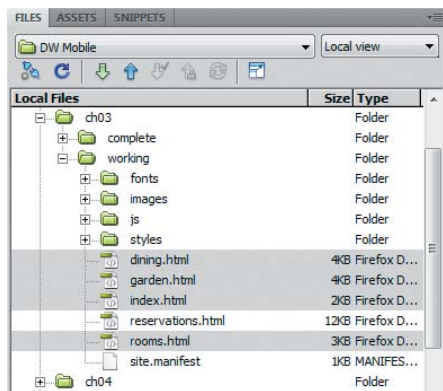 FILES ASSETS SNIPPETS
DW Mobile Local view
Local Files Size Type
ch03 Folder
complete Folder
working Folder
fonts Folder
images Folder
js Folder
styles Folder
dining.html 4KB Firefox D...
garden.html 4KB Firefox D...
index.html 2KB Firefox D...
reservations.html 12KB Firefox D...
rooms.html 3KB Firefox D...
site.manifest 1KB MANIFES...
ch04 Folder